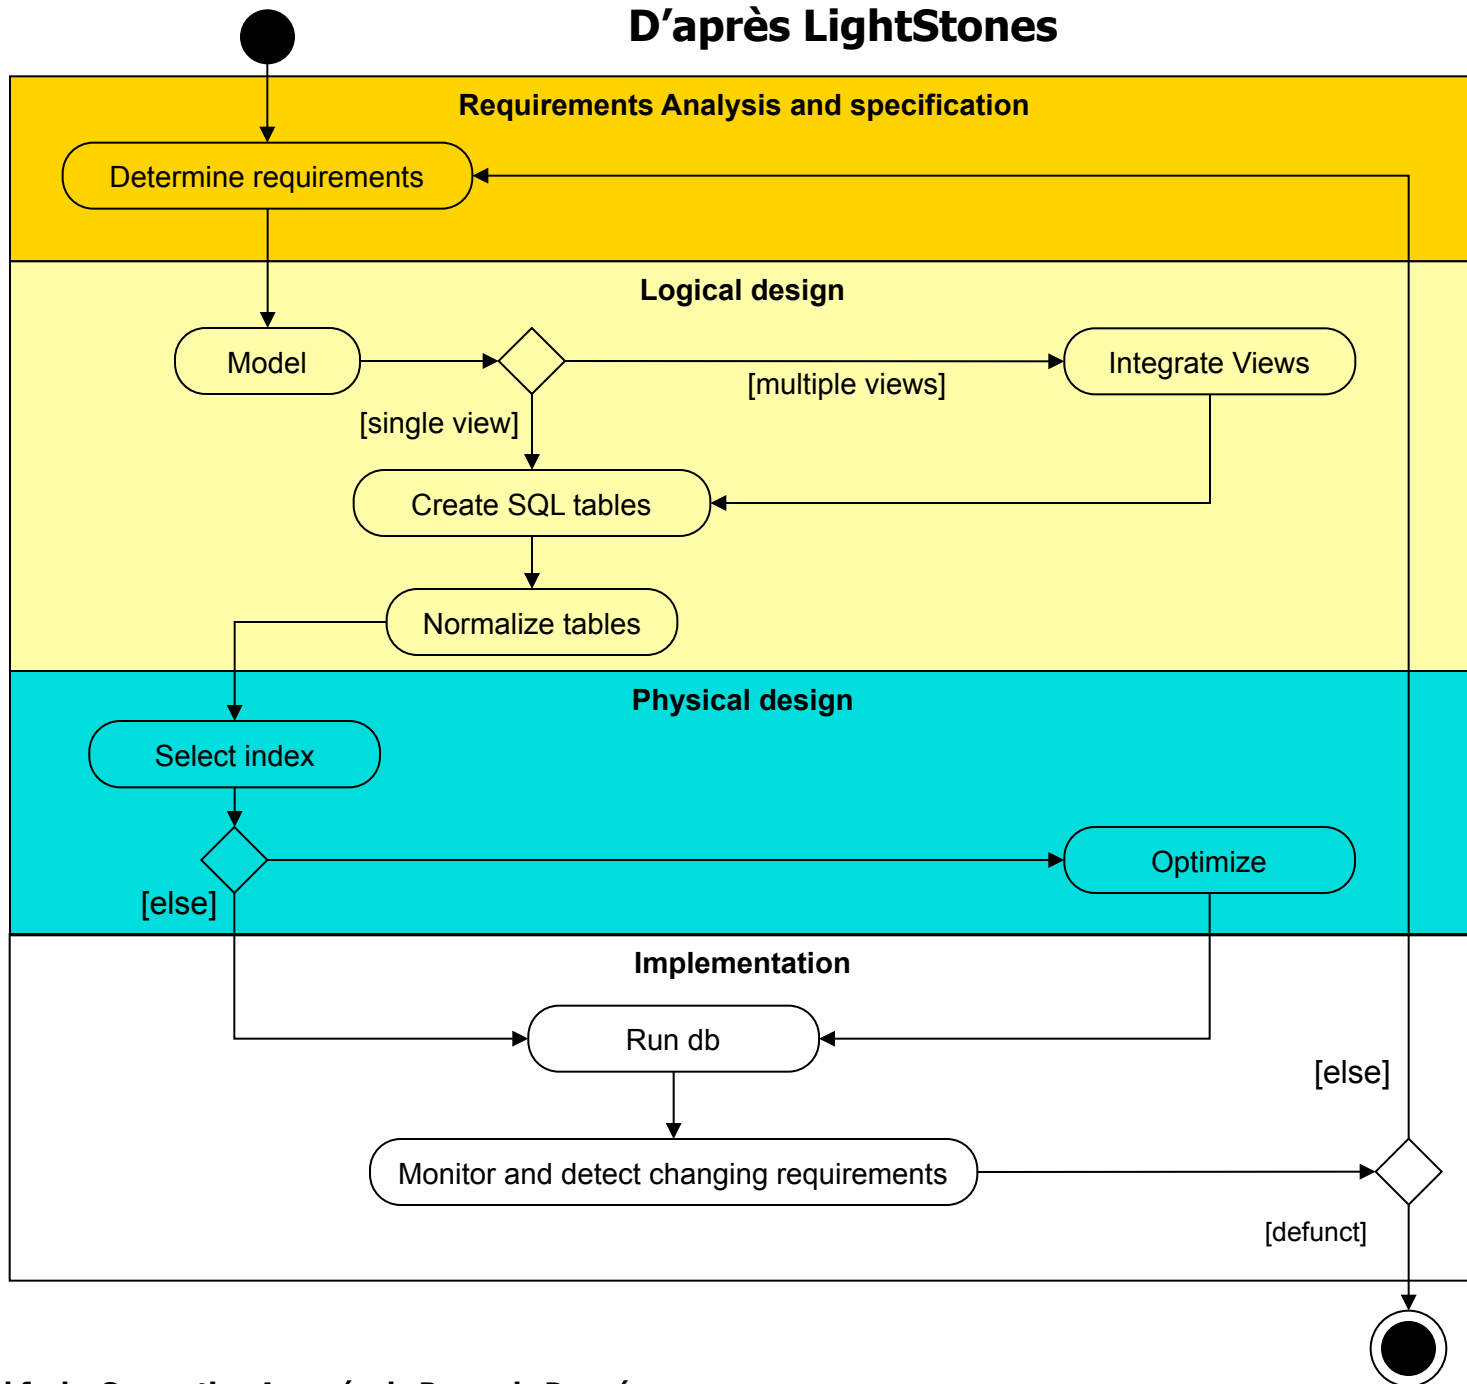 D'après LightStones
Requirements Analysis and specification
Determine requirements
Logical design
Model
Integrate Views
[multiple views]
[single view]
Create SQL tables
Normalize tables
Physical design
Select index
Optimize
[else]
Implementation
Run db
[else]
Monitor and detect changing requirements
[defunct]